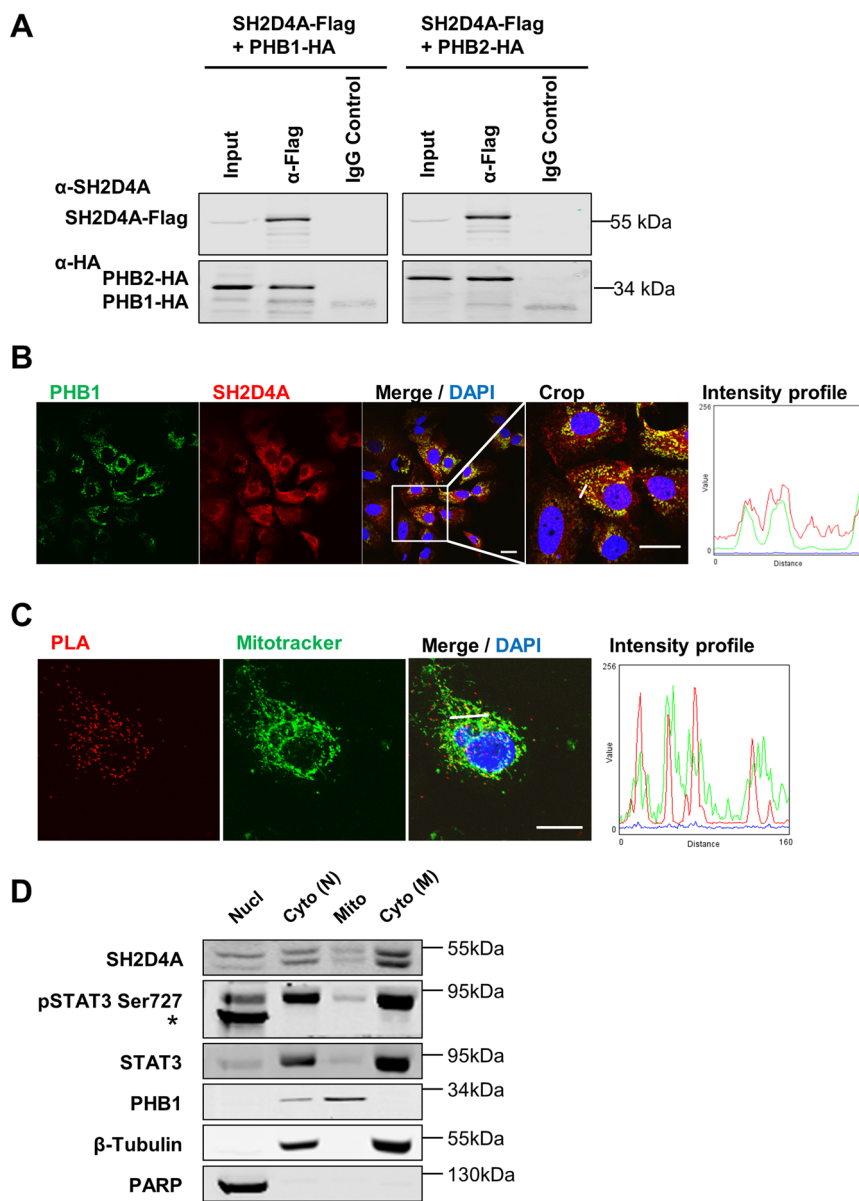 A
SH2D4A-Flag
+ PHB1-HA
SH2D4A-Flag
+ PHB2-HA
Input
α-Flag
IgG Control
Input
α-Flag
IgG Control
α-SH2D4A
SH2D4A-Flag
55 kDa
α-HA
PHB2-HA
PHB1-HA
34 kDa
B
PHB1
SH2D4A
Merge / DAPI
Crop
Intensity profile
256
Value
0
0
Distance
C
PLA
Mitotracker
Merge / DAPI
Intensity profile
256
Value
0
0
Distance
160
D
Nucl
Cyto (N)
Mito
Cyto (M)
SH2D4A
55kDa
pSTAT3 Ser727
*
95kDa
STAT3
95kDa
PHB1
34kDa
β-Tubulin
55kDa
PARP
130kDa